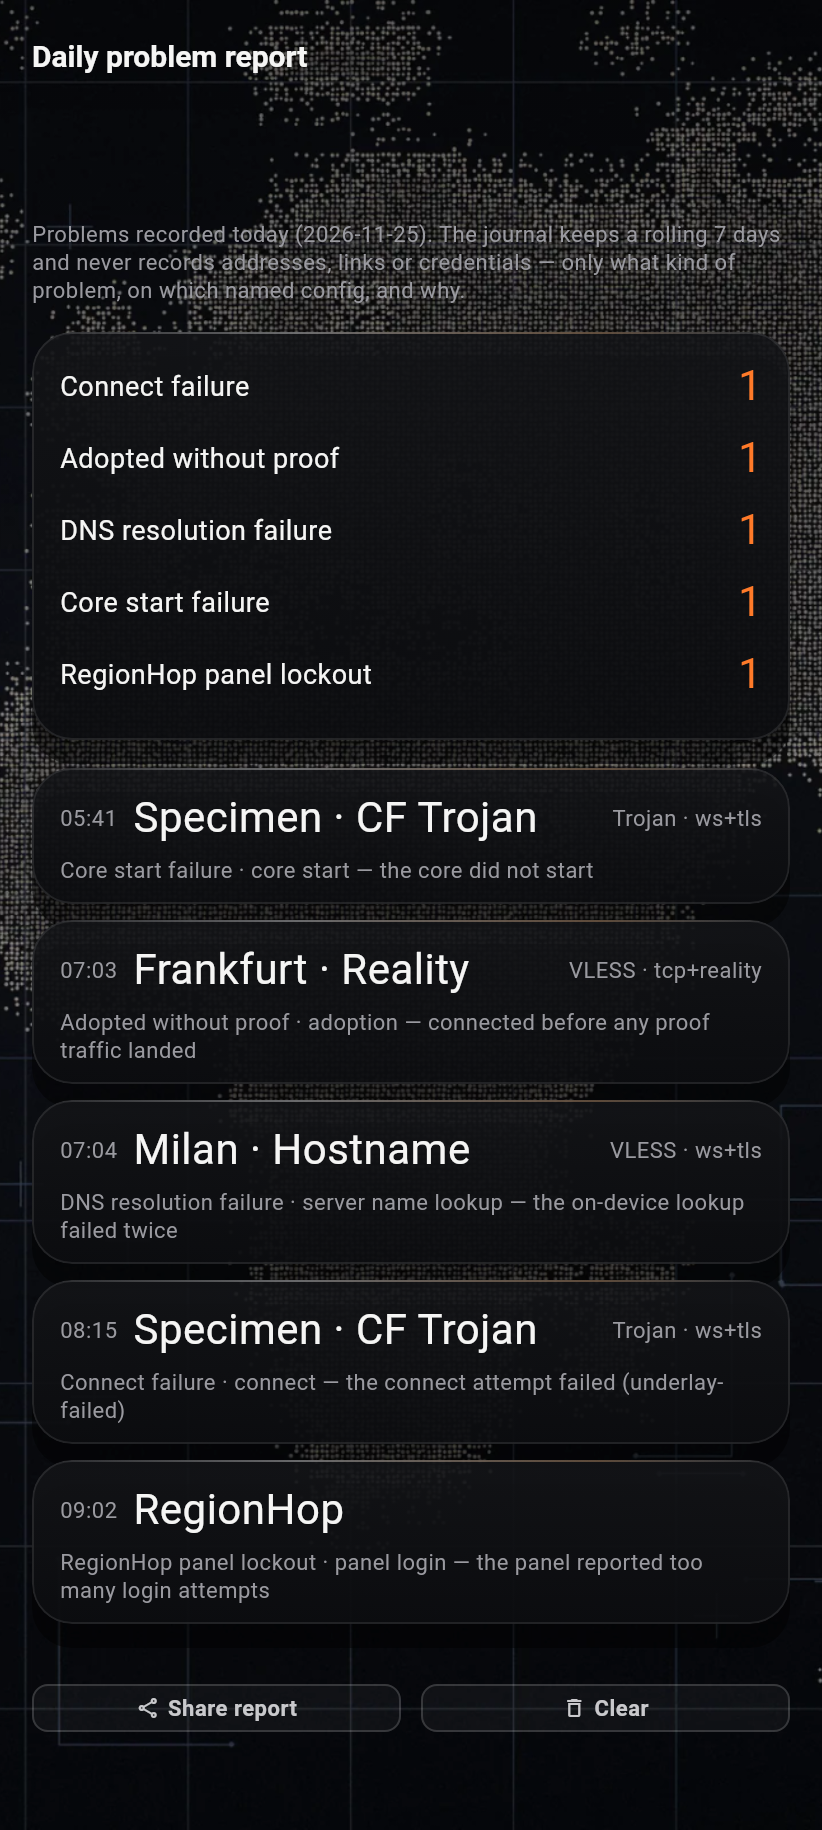 Daily problem report
Problems recorded today (2026-11-25). The journal keeps a rolling 7 days
and never records addresses, links or credentials — only what kind of
problem, on which named config, and why.
Connect failure 1
Adopted without proof 1
DNS resolution failure 1
Core start failure 1
RegionHop panel lockout 1
05:41 Specimen · CF Trojan Trojan · ws+tls
Core start failure · core start — the core did not start
07:03 Frankfurt · Reality VLESS · tcp+reality
Adopted without proof · adoption — connected before any proof
traffic landed
07:04 Milan · Hostname VLESS · ws+tls
DNS resolution failure · server name lookup — the on-device lookup
failed twice
08:15 Specimen · CF Trojan Trojan · ws+tls
Connect failure · connect — the connect attempt failed (underlay-
failed)
09:02 RegionHop
RegionHop panel lockout · panel login — the panel reported too
many login attempts
Share report Clear